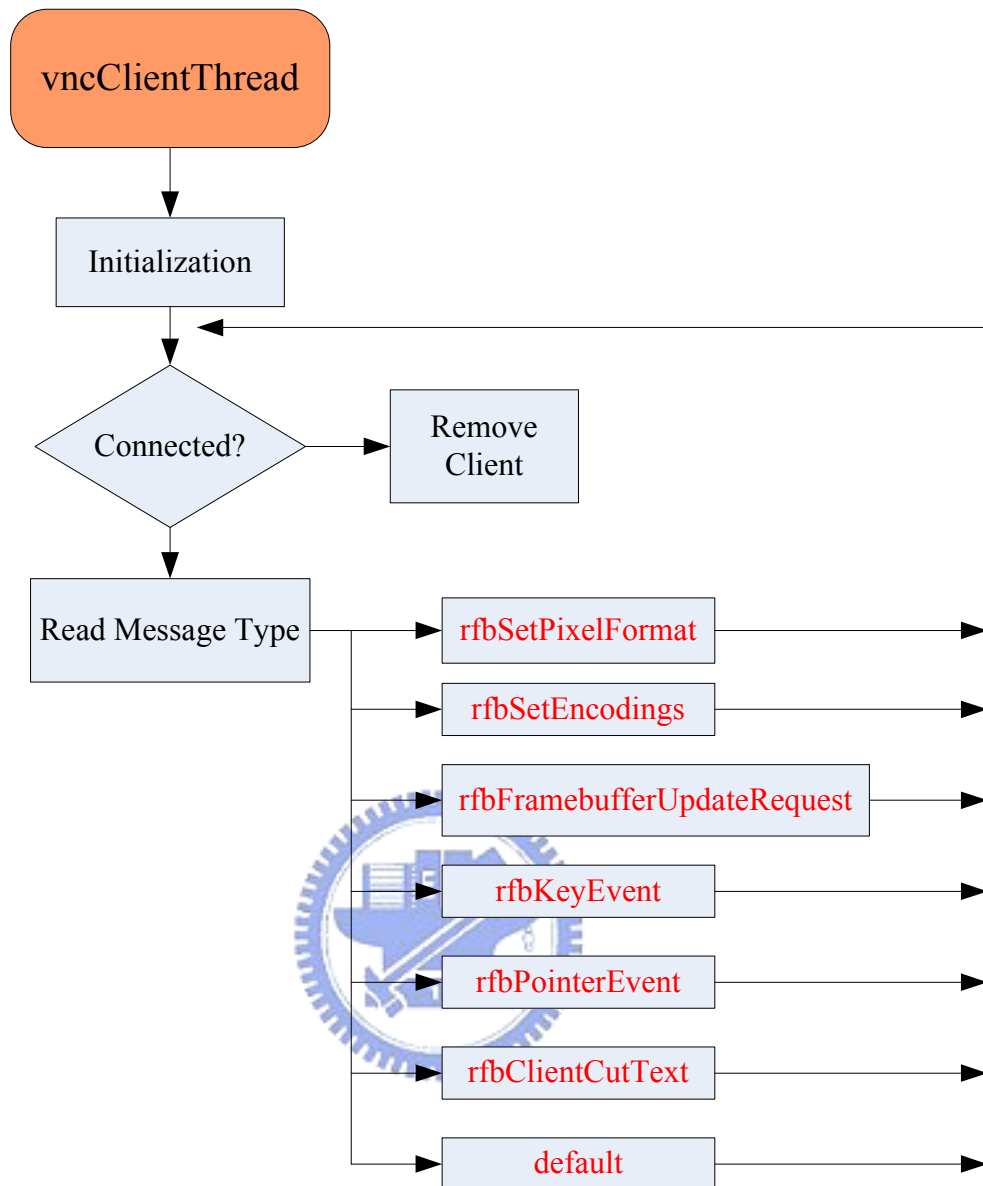 vncClientThread
Initialization
Connected?
Remove
Client
Read Message Type
rfbSetPixelFormat
rfbSetEncodings
rfbFramebufferUpdateRequest
rfbKeyEvent
rfbPointerEvent
rfbClientCutText
default